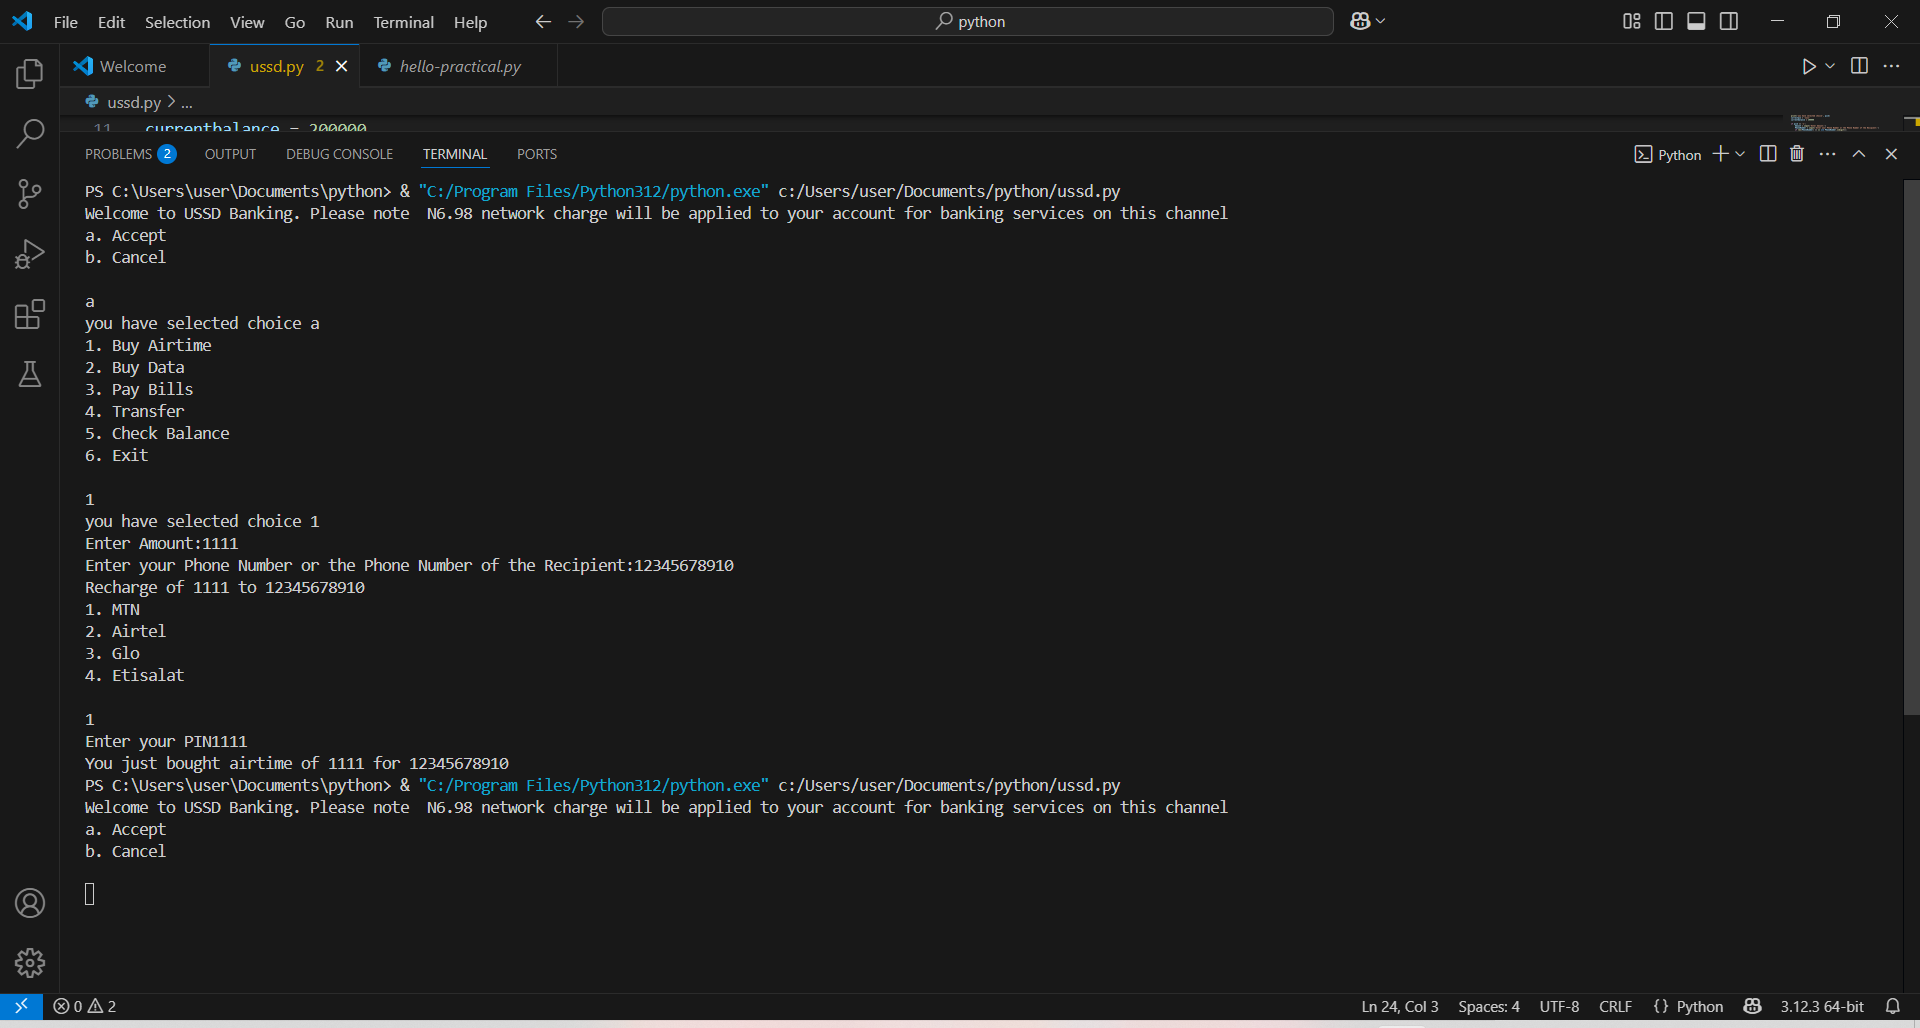 File Edit Selection View Go Run Terminal Help python
Welcome ussd.py 2 hello-practical.py
ussd.py > ...
11 currentbalance = 200000
PROBLEMS 2 OUTPUT DEBUG CONSOLE TERMINAL PORTS Python
PS C:\Users\user\Documents\python> & "C:/Program Files/Python312/python.exe" c:/Users/user/Documents/python/ussd.py
Welcome to USSD Banking. Please note  N6.98 network charge will be applied to your account for banking services on this channel
a. Accept
b. Cancel
a
you have selected choice a
1. Buy Airtime
2. Buy Data
3. Pay Bills
4. Transfer
5. Check Balance
6. Exit
1
you have selected choice 1
Enter Amount:1111
Enter your Phone Number or the Phone Number of the Recipient:12345678910
Recharge of 1111 to 12345678910
1. MTN
2. Airtel
3. Glo
4. Etisalat
1
Enter your PIN1111
You just bought airtime of 1111 for 12345678910
PS C:\Users\user\Documents\python> & "C:/Program Files/Python312/python.exe" c:/Users/user/Documents/python/ussd.py
Welcome to USSD Banking. Please note  N6.98 network charge will be applied to your account for banking services on this channel
a. Accept
b. Cancel
0 2 Ln 24, Col 3 Spaces: 4 UTF-8 CRLF {} Python 3.12.3 64-bit